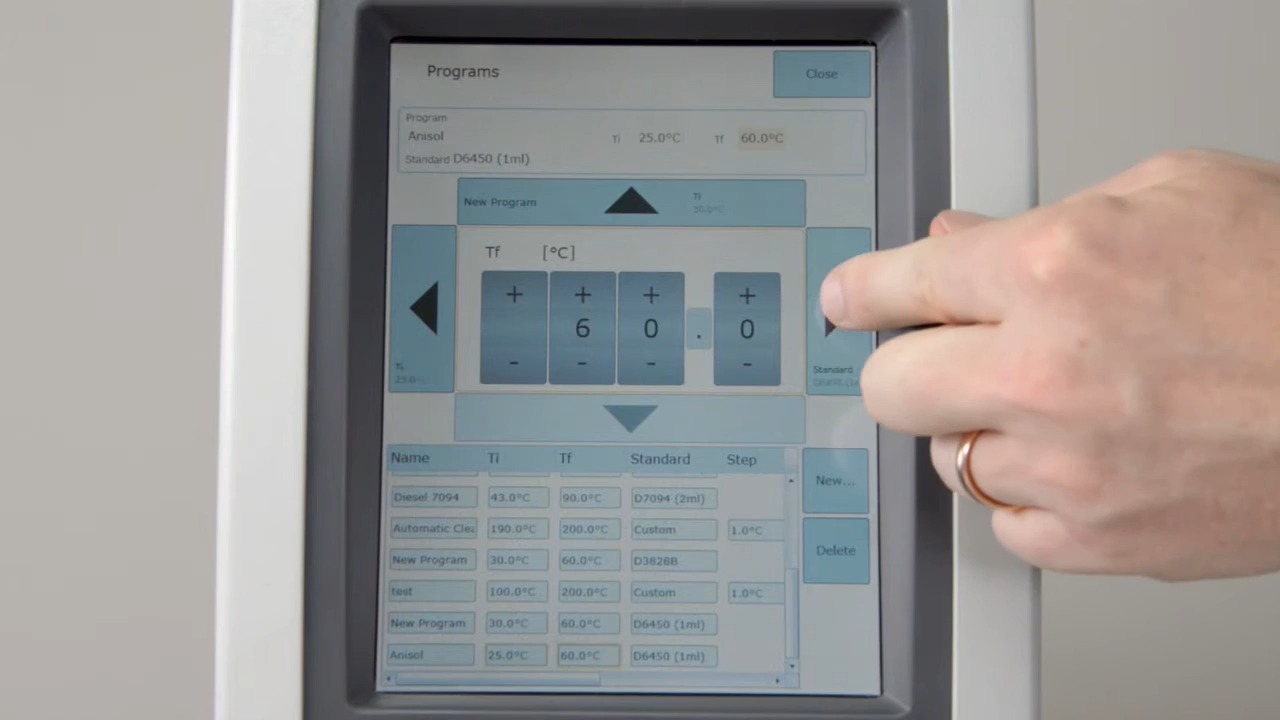 Programs
Close
Program
Anisol
Ti 25.0°C Tf 60.0°C
Standard D6450 (1ml)
New Program
Ti
30.0°C
Tf [°C]
+ + + +
6 0 . 0
- - - -
Ti
25.0
Standard
Name Ti Tf Standard Step
New...
Diesel 7094 43.0°C 90.0°C D7094 (2ml)
Automatic Clea 190.0°C 200.0°C Custom 1.0°C
Delete
New Program 30.0°C 60.0°C D3828B
test 100.0°C 200.0°C Custom 1.0°C
New Program 30.0°C 60.0°C D6450 (1ml)
Anisol 25.0°C 60.0°C D6450 (1ml)